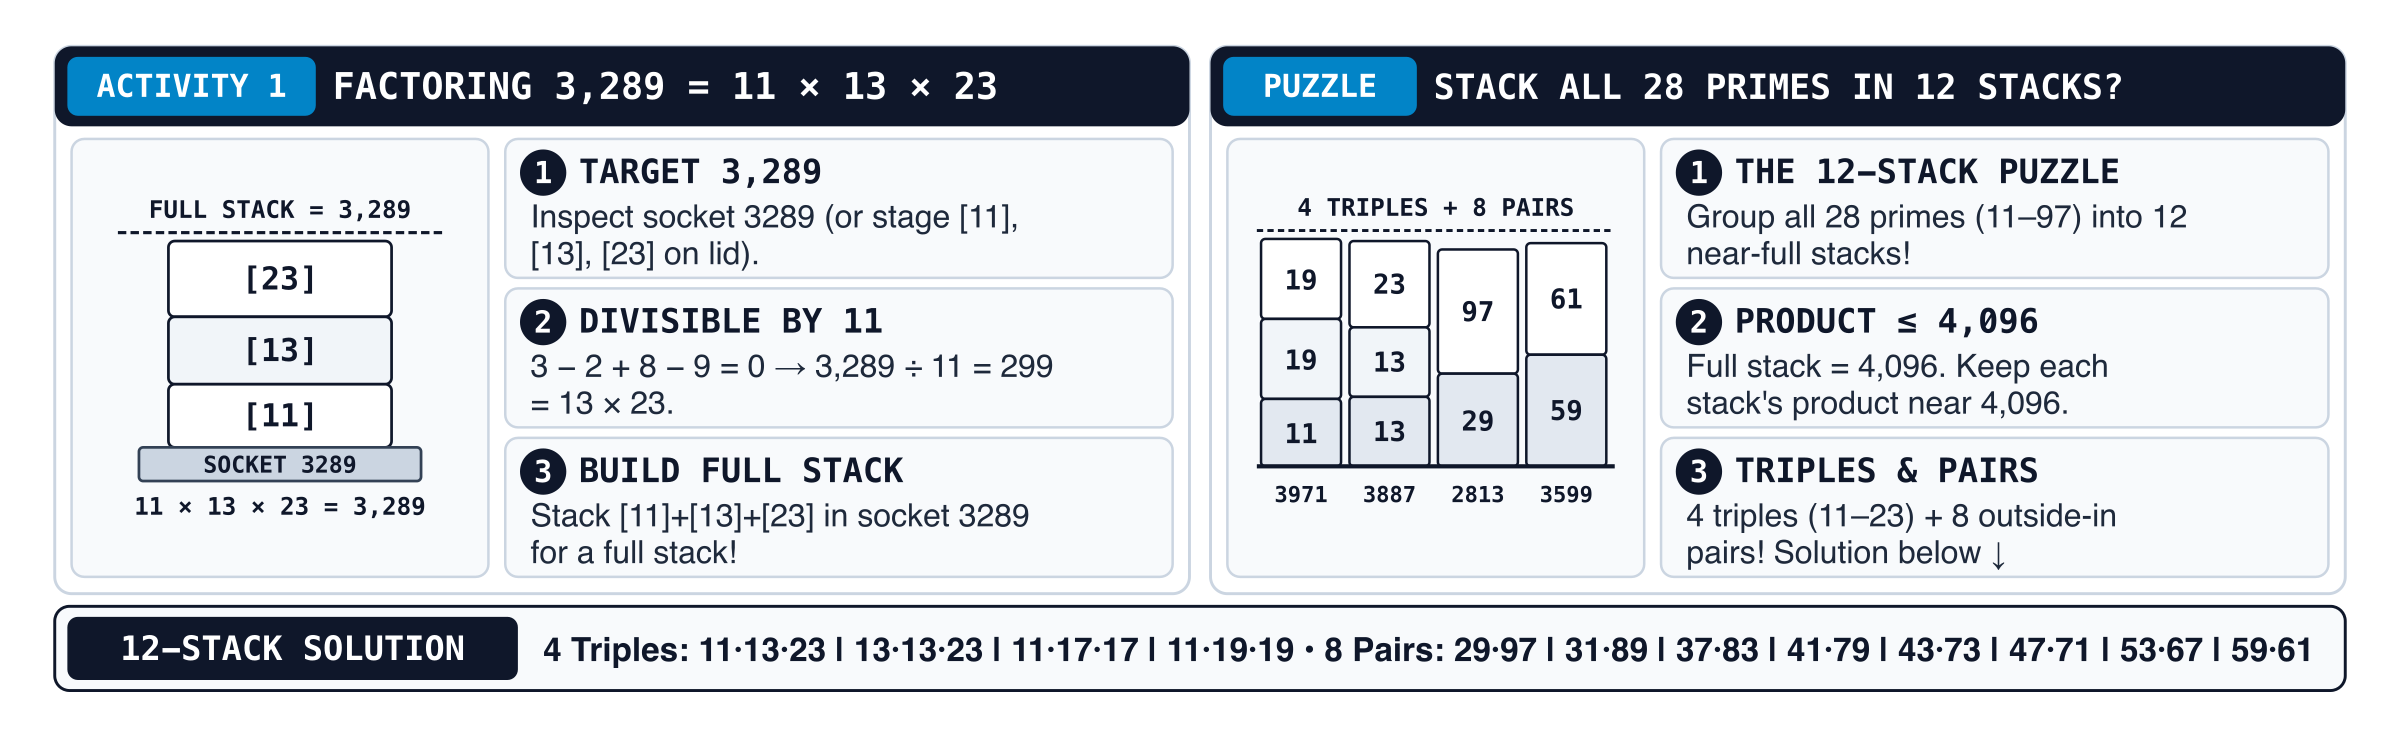 ACTIVITY 1 FACTORING 3,289 = 11 × 13 × 23
FULL STACK = 3,289
[23]
[13]
[11]
SOCKET 3289
11 × 13 × 23 = 3,289
1 TARGET 3,289
Inspect socket 3289 (or stage [11],
[13], [23] on lid).
2 DIVISIBLE BY 11
3 – 2 + 8 – 9 = 0 → 3,289 ÷ 11 = 299
= 13 × 23.
3 BUILD FULL STACK
Stack [11]+[13]+[23] in socket 3289
for a full stack!
PUZZLE STACK ALL 28 PRIMES IN 12 STACKS?
4 TRIPLES + 8 PAIRS
19 23 97 61
19 13
11 13 29 59
3971 3887 2813 3599
1 THE 12–STACK PUZZLE
Group all 28 primes (11–97) into 12
near-full stacks!
2 PRODUCT ≤ 4,096
Full stack = 4,096. Keep each
stack's product near 4,096.
3 TRIPLES & PAIRS
4 triples (11–23) + 8 outside-in
pairs! Solution below ↓
12–STACK SOLUTION 4 Triples: 11·13·23 | 13·13·23 | 11·17·17 | 11·19·19 • 8 Pairs: 29·97 | 31·89 | 37·83 | 41·79 | 43·73 | 47·71 | 53·67 | 59·61